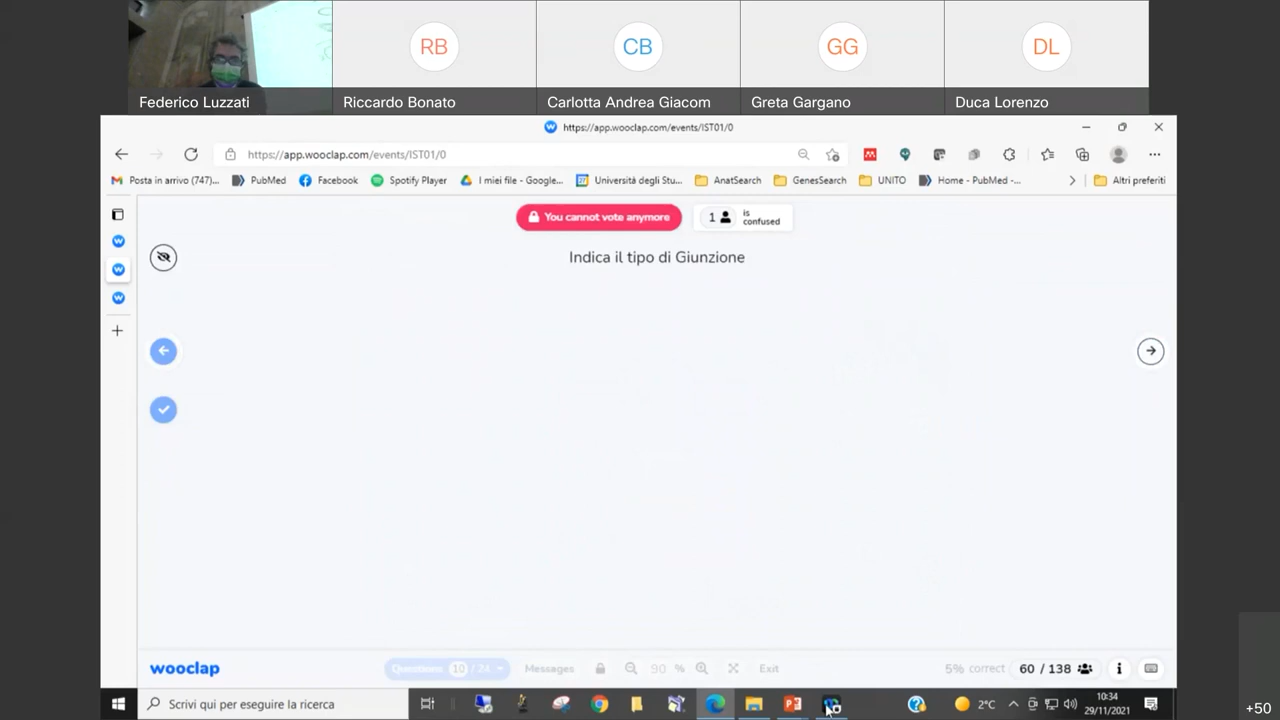 RB
CB
GG
DL
Federico Luzzati
Riccardo Bonato
Carlotta Andrea Giacom
Greta Gargano
Duca Lorenzo
https://app.wooclap.com/events/IST01/0
https://app.wooclap.com/events/IST01/0
Posta in arrivo (747)... PubMed Facebook Spotify Player I miei file - Google... Università degli Stu... AnatSearch GenesSearch UNITO Home - PubMed -... Altri preferiti
You cannot vote anymore
1 is confused
Indica il tipo di Giunzione
wooclap
Questions 10 / 24
Messages
90 %
Exit
5% correct
60 / 138
Scrivi qui per eseguire la ricerca
2°C
10:34
29/11/2021
+50